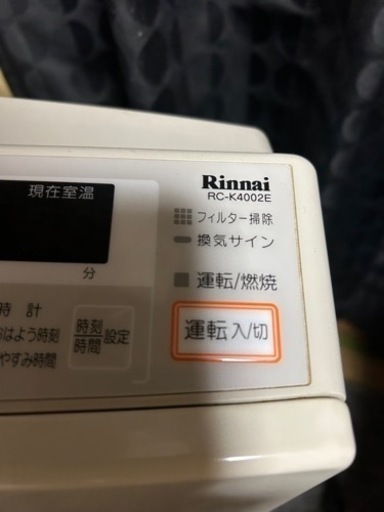 現在室温
分
時計
おはよう時刻
おやすみ時間
時刻
時間
設定
Rinnai
RC-K4002E
フィルター掃除
換気サイン
運転/燃焼
運転 入/切